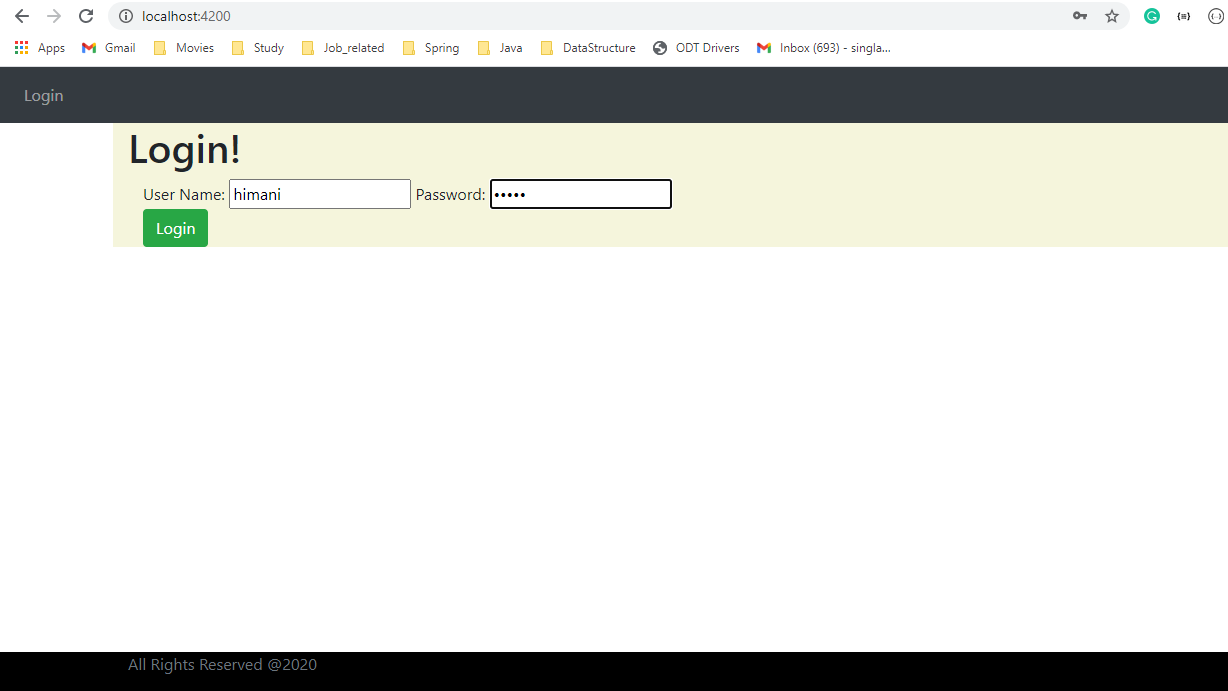 localhost:4200
Apps Gmail Movies Study Job_related Spring Java DataStructure ODT Drivers Inbox (693) - singla...
Login
Login!
User Name: himani Password: •••••
Login
All Rights Reserved @2020